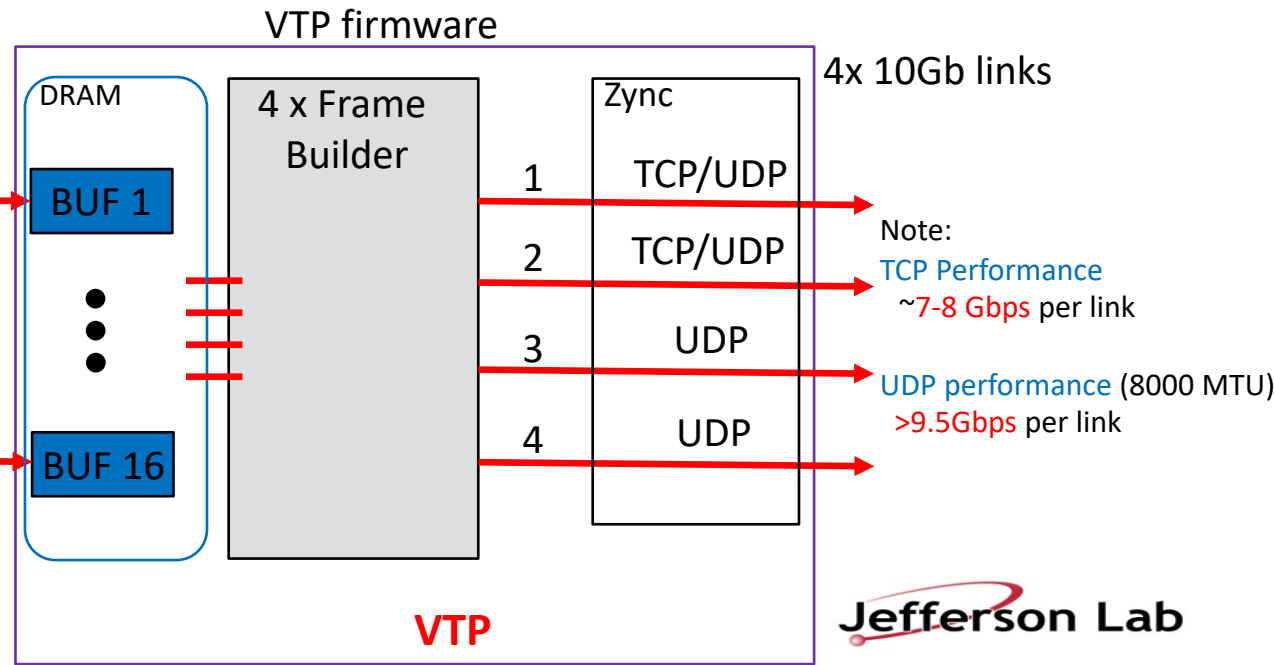 VTP firmware
4x 10Gb links
DRAM
4 x Frame
Builder
Zync
BUF 1
1
TCP/UDP
2
TCP/UDP
3
UDP
4
UDP
BUF 16
Note:
TCP Performance
~7-8 Gbps per link
UDP performance (8000 MTU)
>9.5Gbps per link
VTP
Jefferson Lab